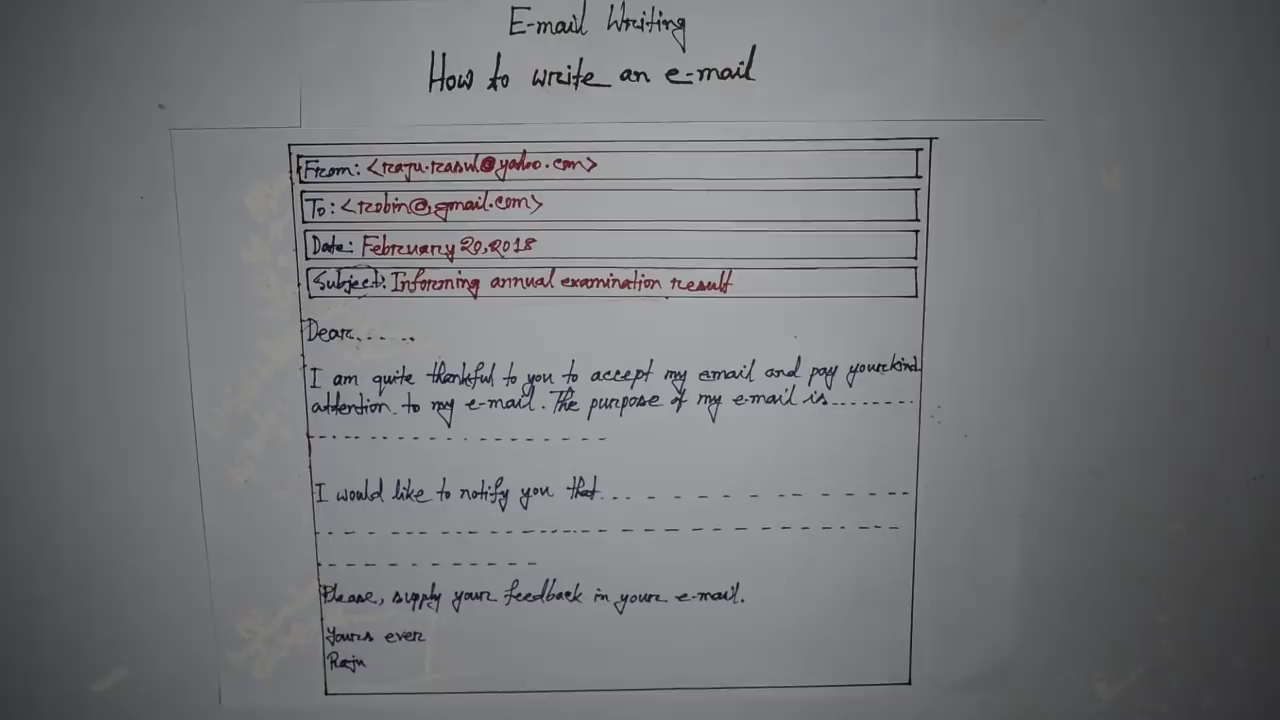 E-mail Writing
How to write an e-mail
From: <raju.rasul@yahoo.com>
To: <robin@gmail.com>
Date: February 20, 2018
Subject: Informing annual examination result
Dear......
I am quite thankful to you to accept my email and pay your kind
attention to my e-mail. The purpose of my e-mail is.........
- - - - - - - - - - - - - - - - - -
I would like to notify you that... - - - - - - - - - - -
- - - - - - - - - - - - - - - - - - - - - - - - - - -
- - - - - - - - - - - -
Please, supply your feedback in your e-mail.
Yours ever
Raju